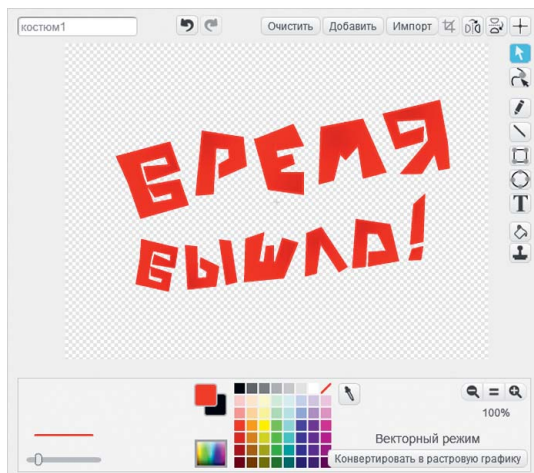 костюм1
Очистить Добавить Импорт
ВРЕМЯ
ВЫШЛО!
T
100%
Векторный режим
Конвертировать в растровую графику